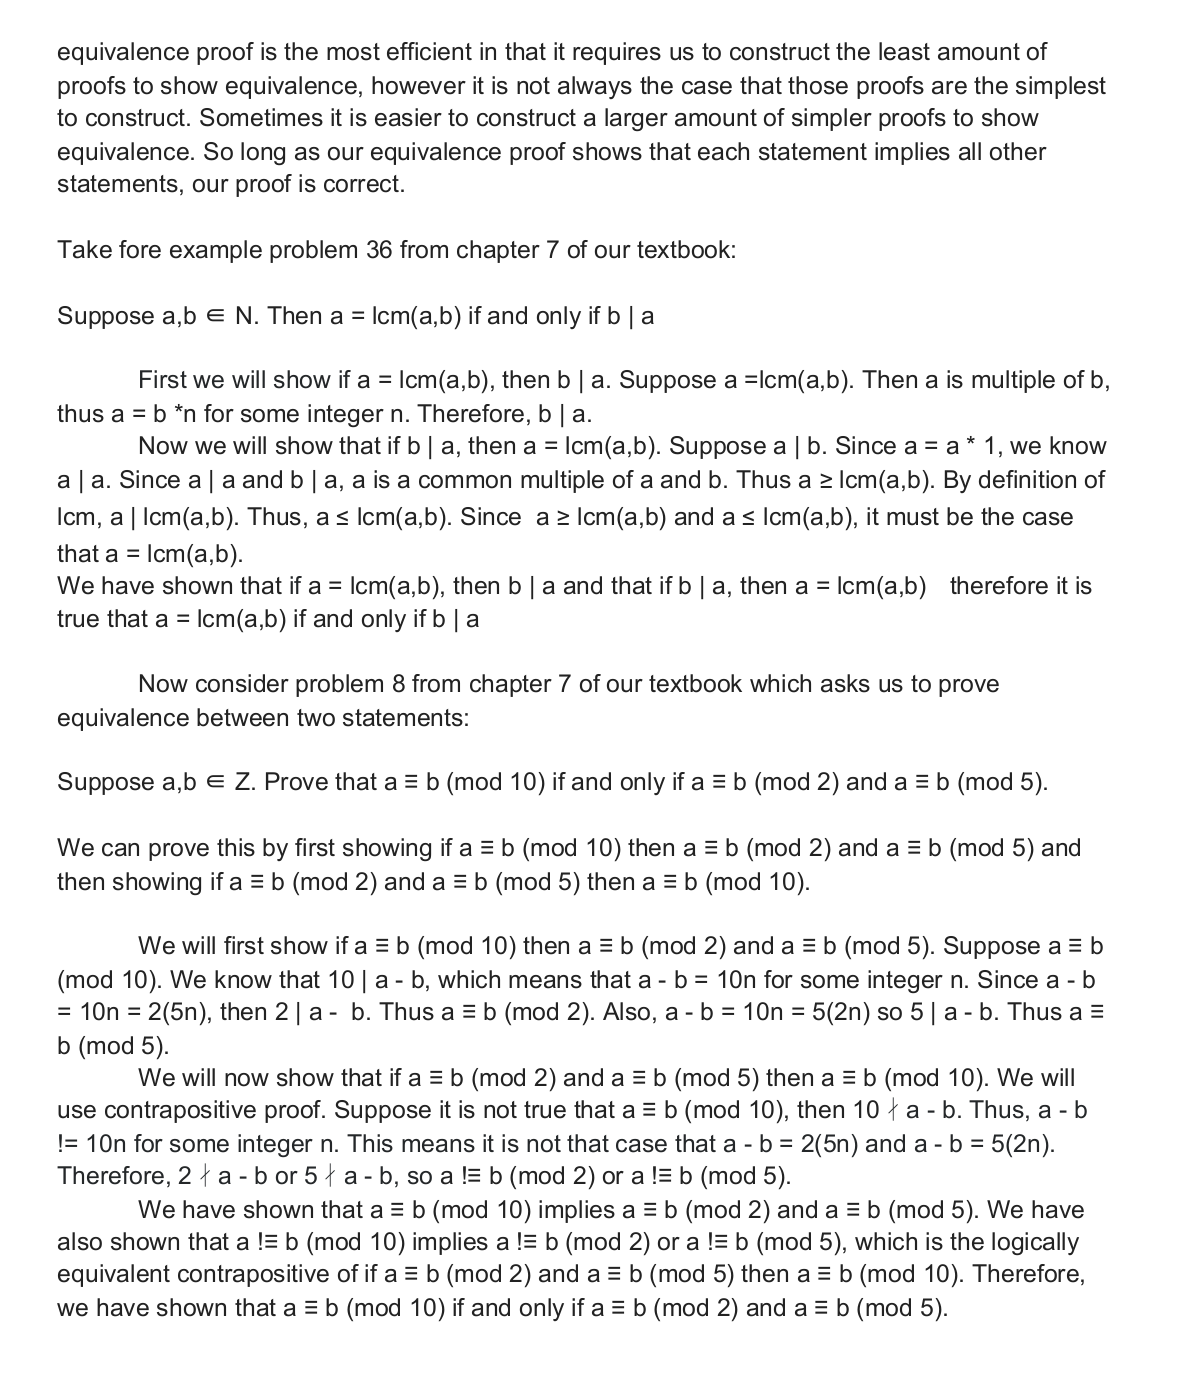 equivalence proof is the most efficient in that it requires us to construct the least amount of
proofs to show equivalence, however it is not always the case that those proofs are the simplest
to construct. Sometimes it is easier to construct a larger amount of simpler proofs to show
equivalence. So long as our equivalence proof shows that each statement implies all other
statements, our proof is correct.
Take fore example problem 36 from chapter 7 of our textbook:
Suppose a,b ∈ N. Then a = lcm(a,b) if and only if b | a
First we will show if a = lcm(a,b), then b | a. Suppose a =lcm(a,b). Then a is multiple of b,
thus a = b *n for some integer n. Therefore, b | a.
Now we will show that if b | a, then a = lcm(a,b). Suppose a | b. Since a = a * 1, we know
a | a. Since a | a and b | a, a is a common multiple of a and b. Thus a ≥ lcm(a,b). By definition of
lcm, a | lcm(a,b). Thus, a ≤ lcm(a,b). Since  a ≥ lcm(a,b) and a ≤ lcm(a,b), it must be the case
that a = lcm(a,b).
We have shown that if a = lcm(a,b), then b | a and that if b | a, then a = lcm(a,b)   therefore it is
true that a = lcm(a,b) if and only if b | a
Now consider problem 8 from chapter 7 of our textbook which asks us to prove
equivalence between two statements:
Suppose a,b ∈ Z. Prove that a ≡ b (mod 10) if and only if a ≡ b (mod 2) and a ≡ b (mod 5).
We can prove this by first showing if a ≡ b (mod 10) then a ≡ b (mod 2) and a ≡ b (mod 5) and
then showing if a ≡ b (mod 2) and a ≡ b (mod 5) then a ≡ b (mod 10).
We will first show if a ≡ b (mod 10) then a ≡ b (mod 2) and a ≡ b (mod 5). Suppose a ≡ b
(mod 10). We know that 10 | a - b, which means that a - b = 10n for some integer n. Since a - b
= 10n = 2(5n), then 2 | a -  b. Thus a ≡ b (mod 2). Also, a - b = 10n = 5(2n) so 5 | a - b. Thus a ≡
b (mod 5).
We will now show that if a ≡ b (mod 2) and a ≡ b (mod 5) then a ≡ b (mod 10). We will
use contrapositive proof. Suppose it is not true that a ≡ b (mod 10), then 10 ∤ a - b. Thus, a - b
!= 10n for some integer n. This means it is not that case that a - b = 2(5n) and a - b = 5(2n).
Therefore, 2 ∤ a - b or 5 ∤ a - b, so a !≡ b (mod 2) or a !≡ b (mod 5).
We have shown that a ≡ b (mod 10) implies a ≡ b (mod 2) and a ≡ b (mod 5). We have
also shown that a !≡ b (mod 10) implies a !≡ b (mod 2) or a !≡ b (mod 5), which is the logically
equivalent contrapositive of if a ≡ b (mod 2) and a ≡ b (mod 5) then a ≡ b (mod 10). Therefore,
we have shown that a ≡ b (mod 10) if and only if a ≡ b (mod 2) and a ≡ b (mod 5).